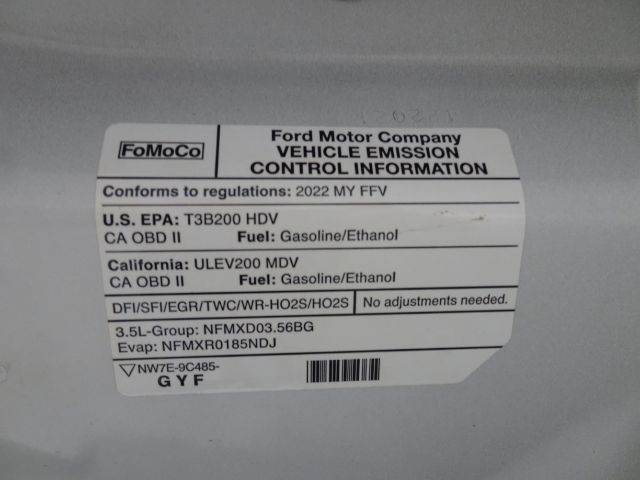 FoMoCo
Ford Motor Company
VEHICLE EMISSION
CONTROL INFORMATION
Conforms to regulations: 2022 MY FFV
U.S. EPA: T3B200 HDV
CA OBD II Fuel: Gasoline/Ethanol
California: ULEV200 MDV
CA OBD II Fuel: Gasoline/Ethanol
DFI/SFI/EGR/TWC/WR-HO2S/HO2S No adjustments needed.
3.5L-Group: NFMXD03.56BG
Evap: NFMXR0185NDJ
NW7E-9C485-
GYF